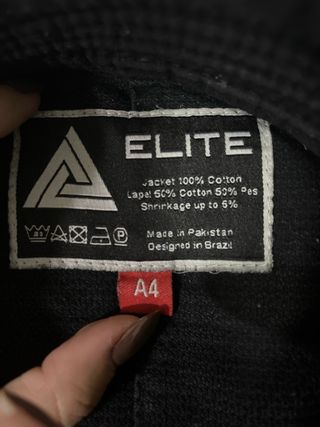 ELITE
Jacket 100% Cotton
Lapel 50% Cotton 50% Pes
Shrinkage up to 5%
Made in Pakistan
Designed in Brazil
A4